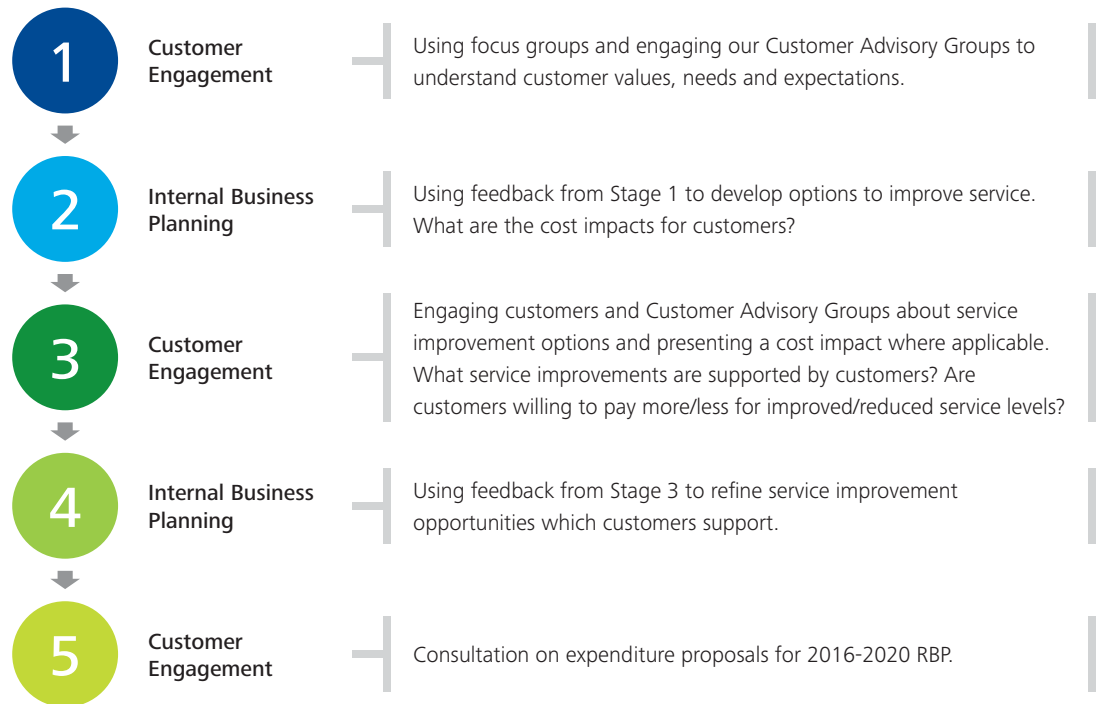 1
Customer
Engagement
Using focus groups and engaging our Customer Advisory Groups to
understand customer values, needs and expectations.
2
Internal Business
Planning
Using feedback from Stage 1 to develop options to improve service.
What are the cost impacts for customers?
3
Customer
Engagement
Engaging customers and Customer Advisory Groups about service
improvement options and presenting a cost impact where applicable.
What service improvements are supported by customers? Are
customers willing to pay more/less for improved/reduced service levels?
4
Internal Business
Planning
Using feedback from Stage 3 to refine service improvement
opportunities which customers support.
5
Customer
Engagement
Consultation on expenditure proposals for 2016-2020 RBP.